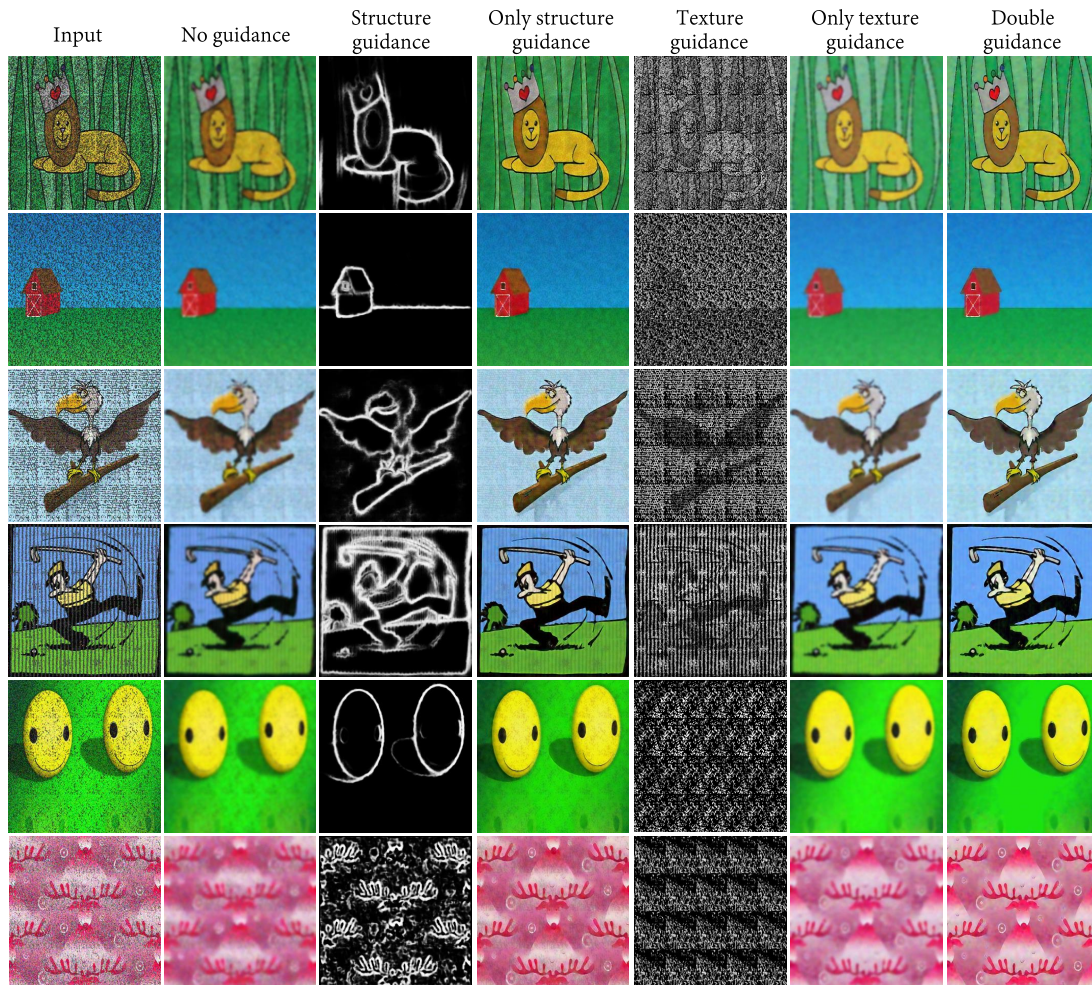 Input
No guidance
Structure
guidance
Only structure
guidance
Texture
guidance
Only texture
guidance
Double
guidance